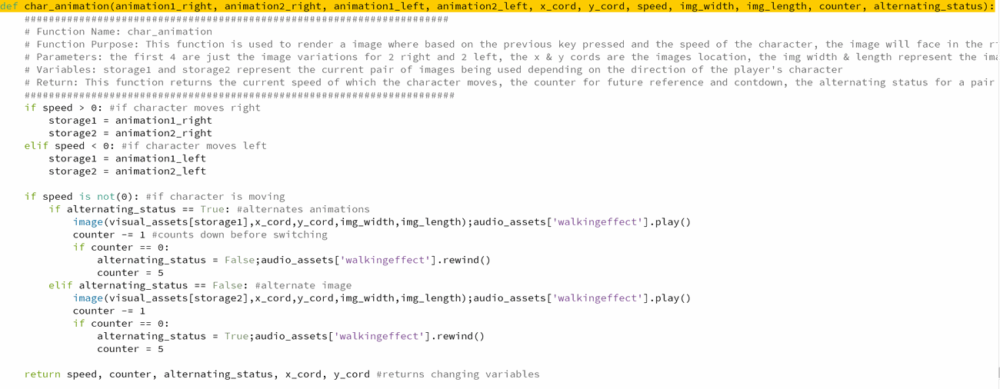 def char_animation(animation1_right, animation2_right, animation1_left, animation2_left, x_cord, y_cord, speed, img_width, img_length, counter, alternating_status):
    ######################################################################
    # Function Name: char_animation
    # Function Purpose: This function is used to render a image where based on the previous key pressed and the speed of the character, the image will face in the
    # Parameters: the first 4 are just the image variations for 2 right and 2 left, the x & y cords are the images location, the img width & length represent the
    # Variables: storage1 and storage2 represent the current pair of images being used depending on the direction of the player's character
    # Return: This function returns the current speed of which the character moves, the counter for future reference and contdown, the alternating status for a pair
    #######################################################################
    if speed > 0: #if character moves right
        storage1 = animation1_right
        storage2 = animation2_right
    elif speed < 0: #if character moves left
        storage1 = animation1_left
        storage2 = animation2_left

    if speed is not(0): #if character is moving
        if alternating_status == True: #alternates animations
            image(visual_assets[storage1],x_cord,y_cord,img_width,img_length);audio_assets['walkingeffect'].play()
            counter -= 1 #counts down before switching
            if counter == 0:
                alternating_status = False;audio_assets['walkingeffect'].rewind()
                counter = 5
        elif alternating_status == False: #alternate image
            image(visual_assets[storage2],x_cord,y_cord,img_width,img_length);audio_assets['walkingeffect'].play()
            counter -= 1
            if counter == 0:
                alternating_status = True;audio_assets['walkingeffect'].rewind()
                counter = 5

    return speed, counter, alternating_status, x_cord, y_cord #returns changing variables